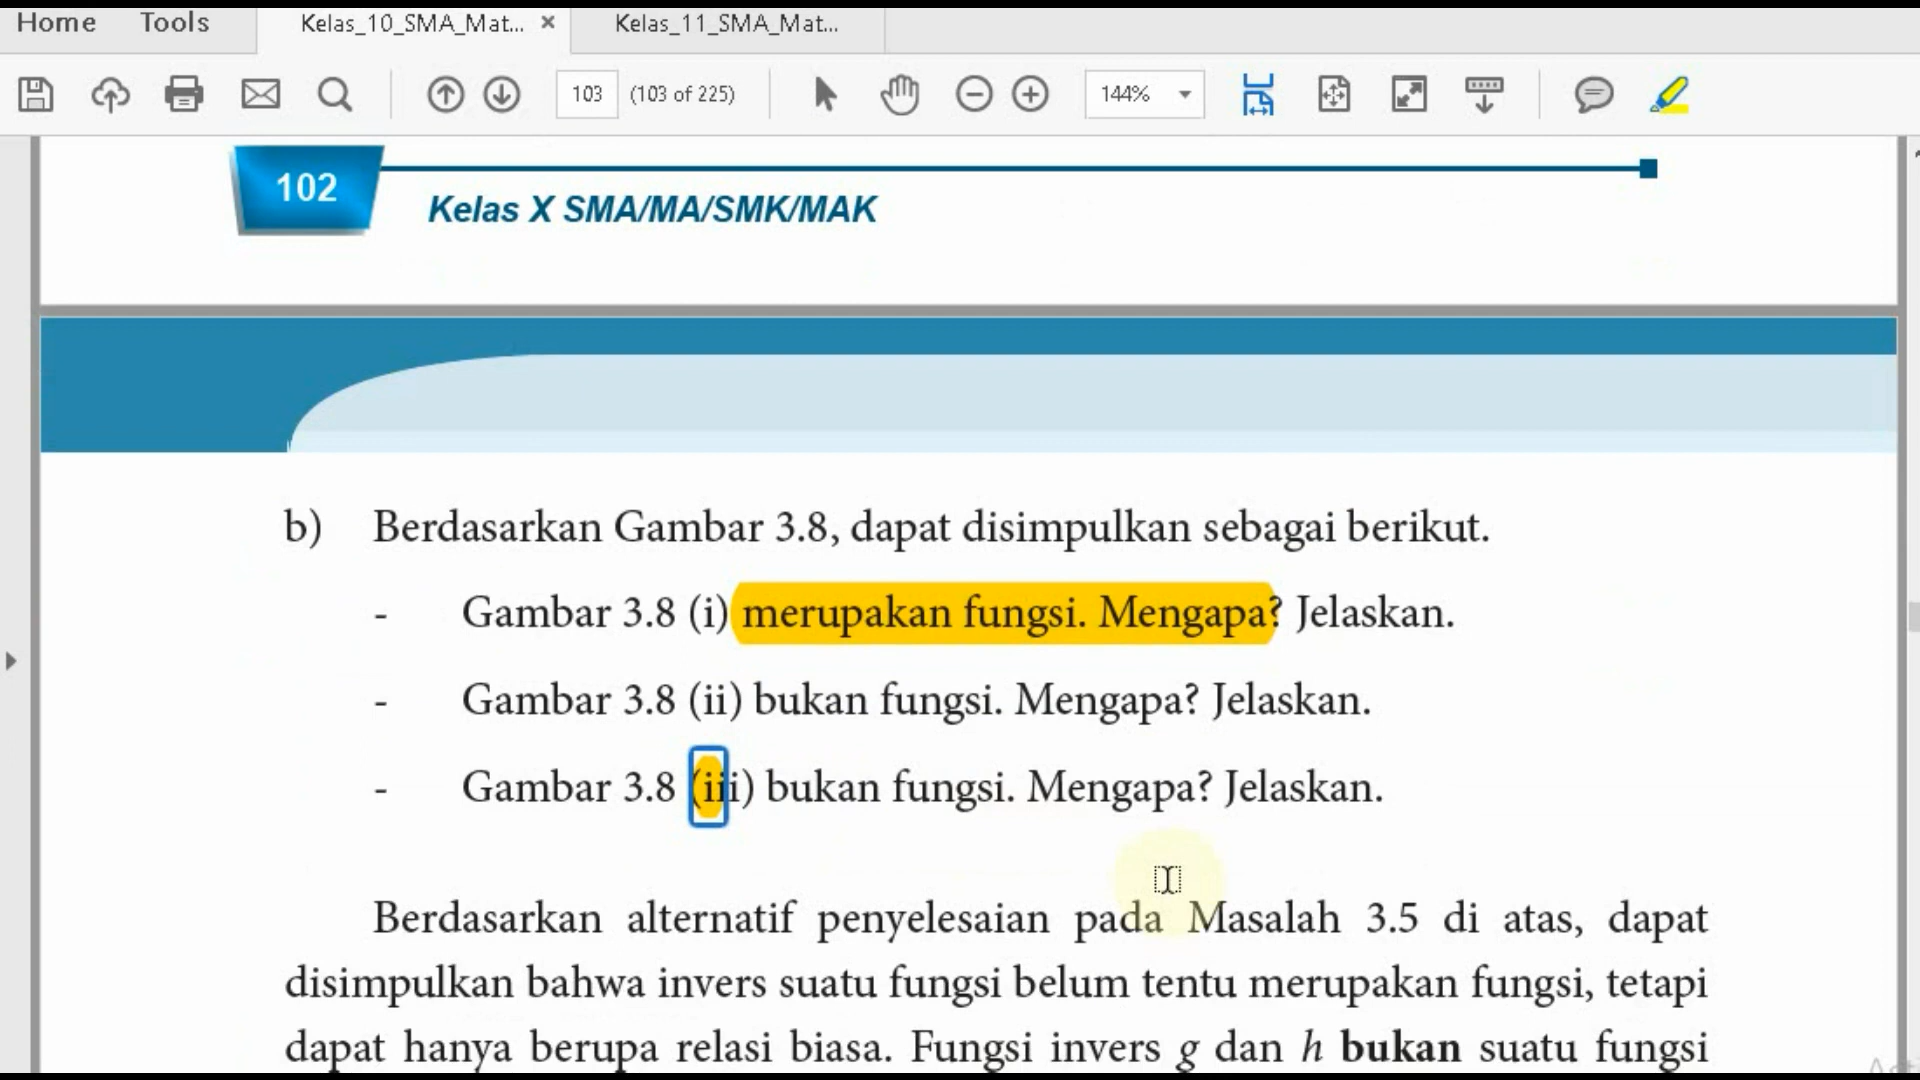 Home Tools Kelas_10_SMA_Mat... × Kelas_11_SMA_Mat...
103 (103 of 225) 144%
102
Kelas X SMA/MA/SMK/MAK
b) Berdasarkan Gambar 3.8, dapat disimpulkan sebagai berikut.
- Gambar 3.8 (i) merupakan fungsi. Mengapa? Jelaskan.
- Gambar 3.8 (ii) bukan fungsi. Mengapa? Jelaskan.
- Gambar 3.8 (iii) bukan fungsi. Mengapa? Jelaskan.
Berdasarkan alternatif penyelesaian pada Masalah 3.5 di atas, dapat
disimpulkan bahwa invers suatu fungsi belum tentu merupakan fungsi, tetapi
dapat hanya berupa relasi biasa. Fungsi invers g dan h bukan suatu fungsi